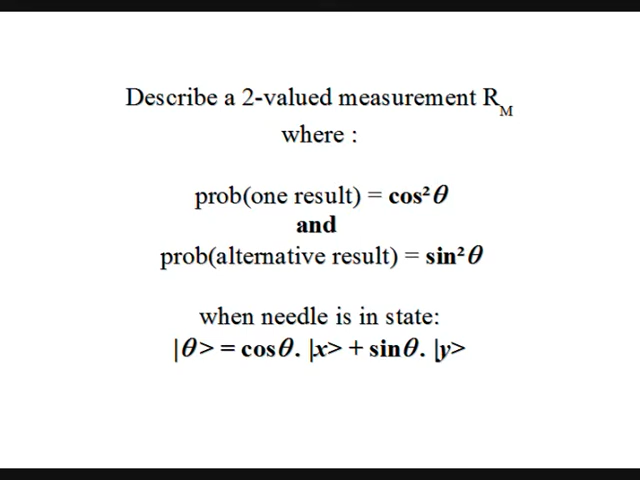 Describe a 2-valued measurement R_M
where :
prob(one result) = cos²θ
and
prob(alternative result) = sin²θ
when needle is in state:
|θ> = cosθ. |x> + sinθ. |y>